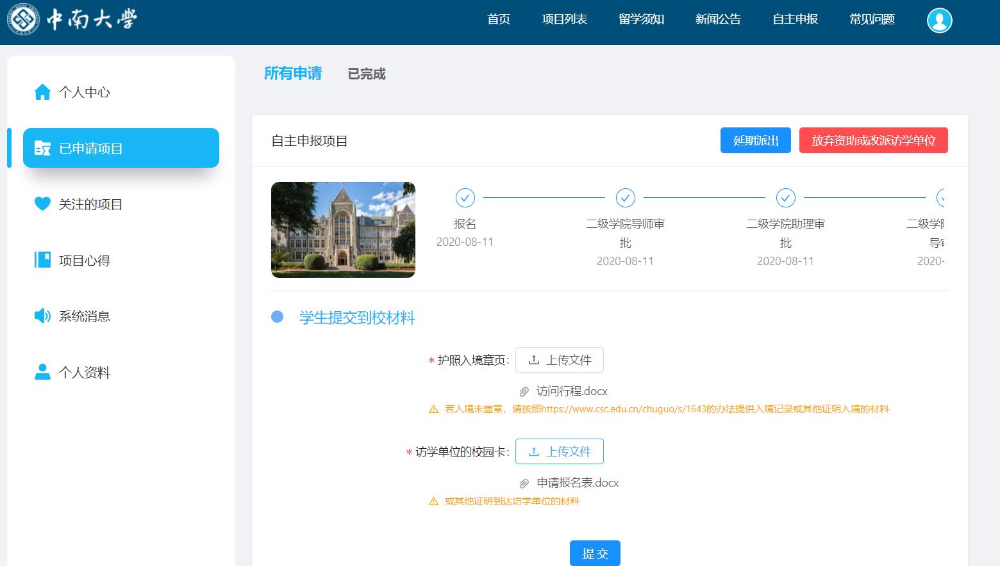 中南大学
首页 项目列表 留学须知 新闻公告 自主申报 常见问题
个人中心
已申请项目
关注的项目
项目心得
系统消息
个人资料
所有申请 已完成
自主申报项目
延期派出 放弃资助或改派访学单位
报名
2020-08-11
二级学院导师审
批
2020-08-11
二级学院助理审
批
2020-08-11
二级学
2020-
学生提交到校材料
* 护照入境章页: 上传文件
访问行程.docx
若入境未盖章，请按照https://www.csc.edu.cn/chuguo/s/1643的办法提供入境记录或其他证明入境的材料
* 访学单位的校园卡: 上传文件
申请报名表.docx
或其他证明到达访学单位的材料
提 交